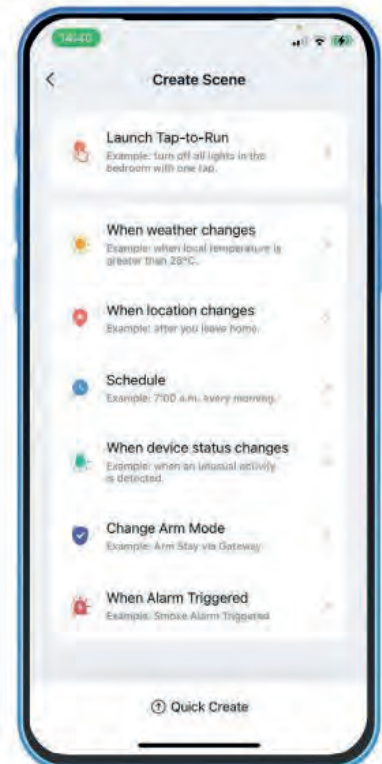 14:40
Create Scene
Launch Tap-to-Run
Example: turn off all lights in the
bedroom with one tap.
When weather changes
Example: when local temperature is
greater than 28°C.
When location changes
Example: after you leave home.
Schedule
Example: 7:00 a.m. every morning.
When device status changes
Example: when an unusual activity
is detected.
Change Arm Mode
Example: Arm Stay via Gateway
When Alarm Triggered
Example: Smoke Alarm Triggered
Quick Create